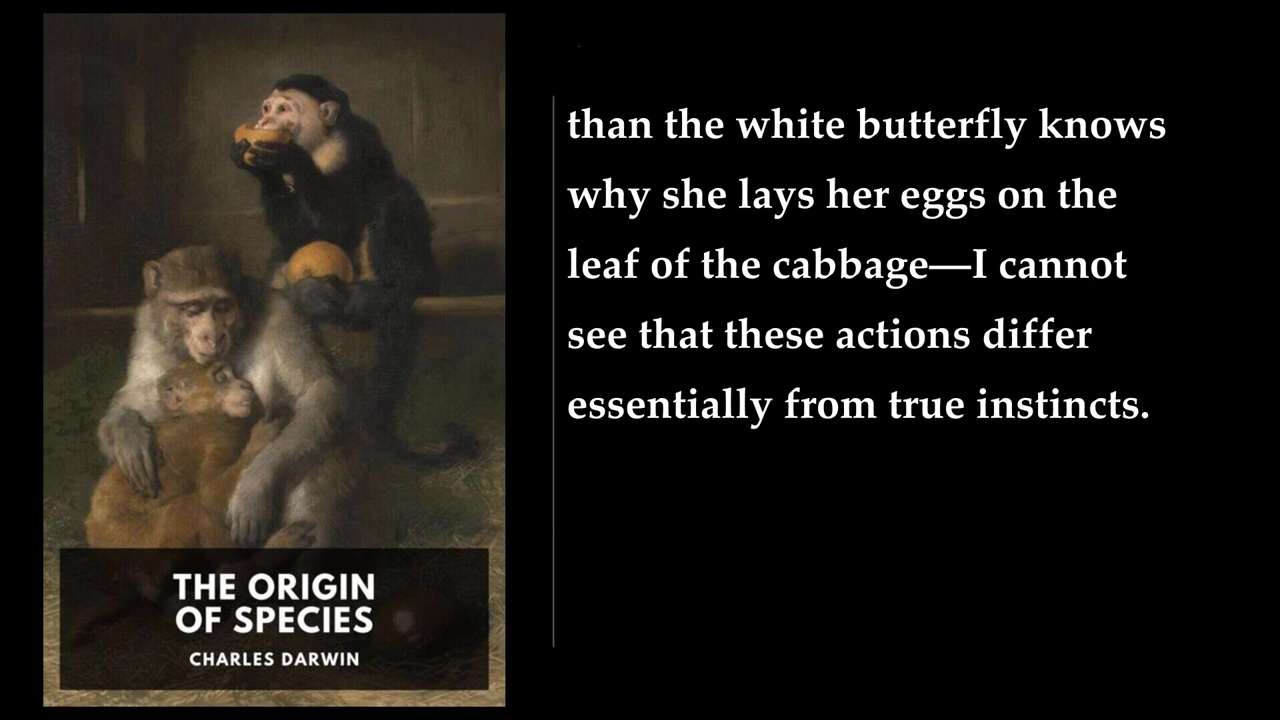 THE ORIGIN
OF SPECIES
CHARLES DARWIN
than the white butterfly knows
why she lays her eggs on the
leaf of the cabbage—I cannot
see that these actions differ
essentially from true instincts.